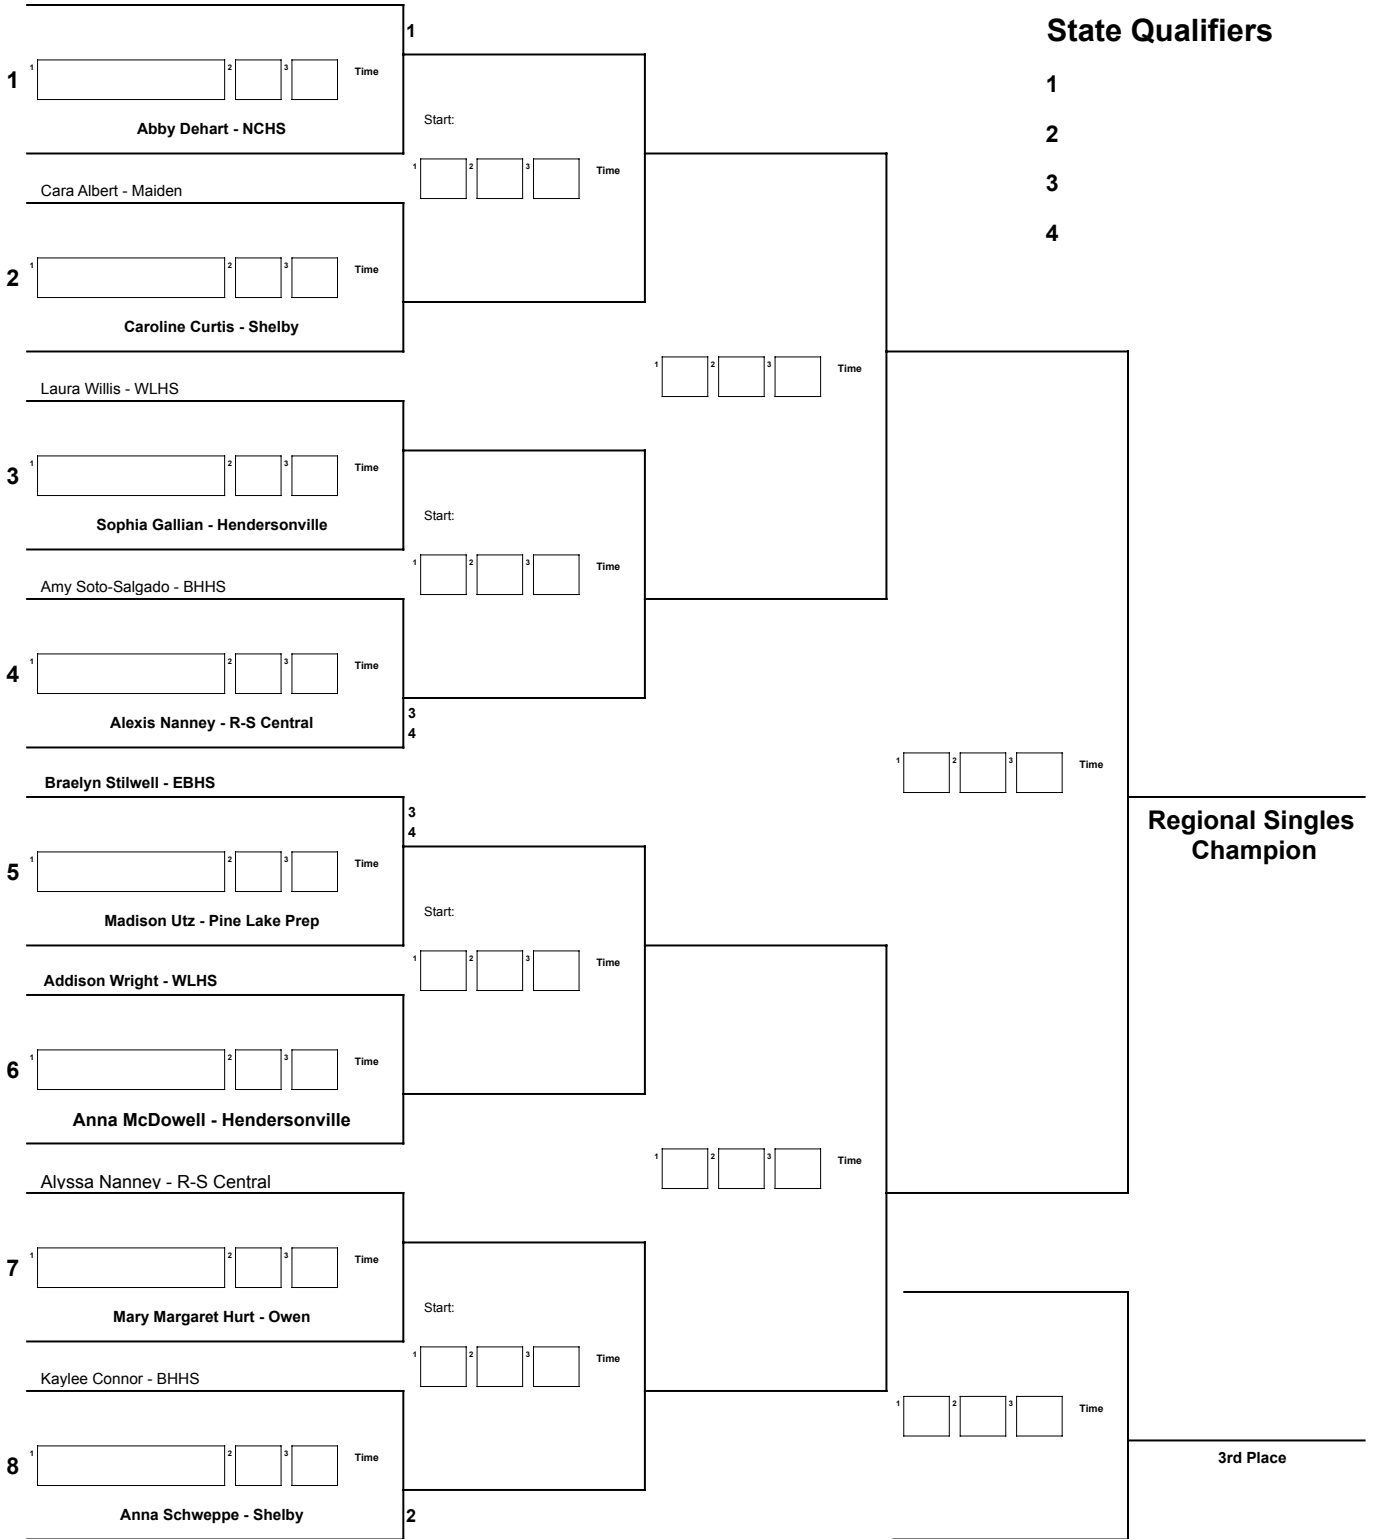 1
State Qualifiers
1
2
3
4
1 1 2 3 Time
Abby Dehart - NCHS
Start:
1 2 3 Time
Cara Albert - Maiden
2 1 2 3 Time
Caroline Curtis - Shelby
1 2 3 Time
Laura Willis - WLHS
3 1 2 3 Time
Sophia Gallian - Hendersonville
Start:
1 2 3 Time
Amy Soto-Salgado - BHHS
4 1 2 3 Time
Alexis Nanney - R-S Central
3
4
1 2 3 Time
Braelyn Stilwell - EBHS
3
4
Regional Singles
Champion
5 1 2 3 Time
Madison Utz - Pine Lake Prep
Start:
1 2 3 Time
Addison Wright - WLHS
6 1 2 3 Time
Anna McDowell - Hendersonville
1 2 3 Time
Alyssa Nanney - R-S Central
7 1 2 3 Time
Mary Margaret Hurt - Owen
Start:
1 2 3 Time
Kaylee Connor - BHHS
1 2 3 Time
3rd Place
8 1 2 3 Time
Anna Schweppe - Shelby
2